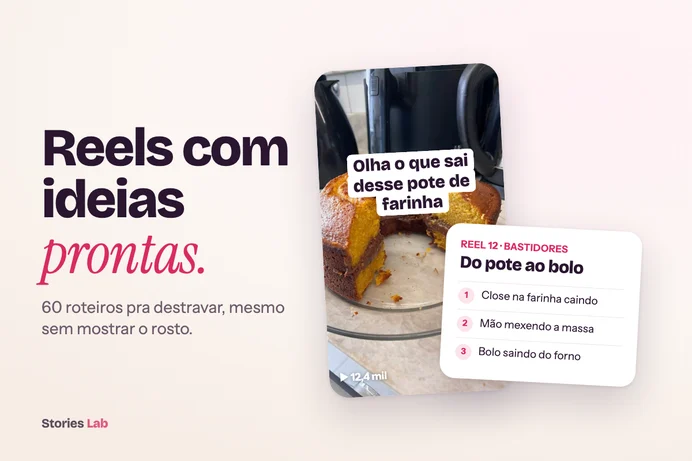 Reels com
ideias
prontas.
60 roteiros pra destravar, mesmo
sem mostrar o rosto.
Stories Lab
Olha o que sai
desse pote de
farinha
▶ 12,4 mil
REEL 12 · BASTIDORES
Do pote ao bolo
1 Close na farinha caindo
2 Mão mexendo a massa
3 Bolo saindo do forno